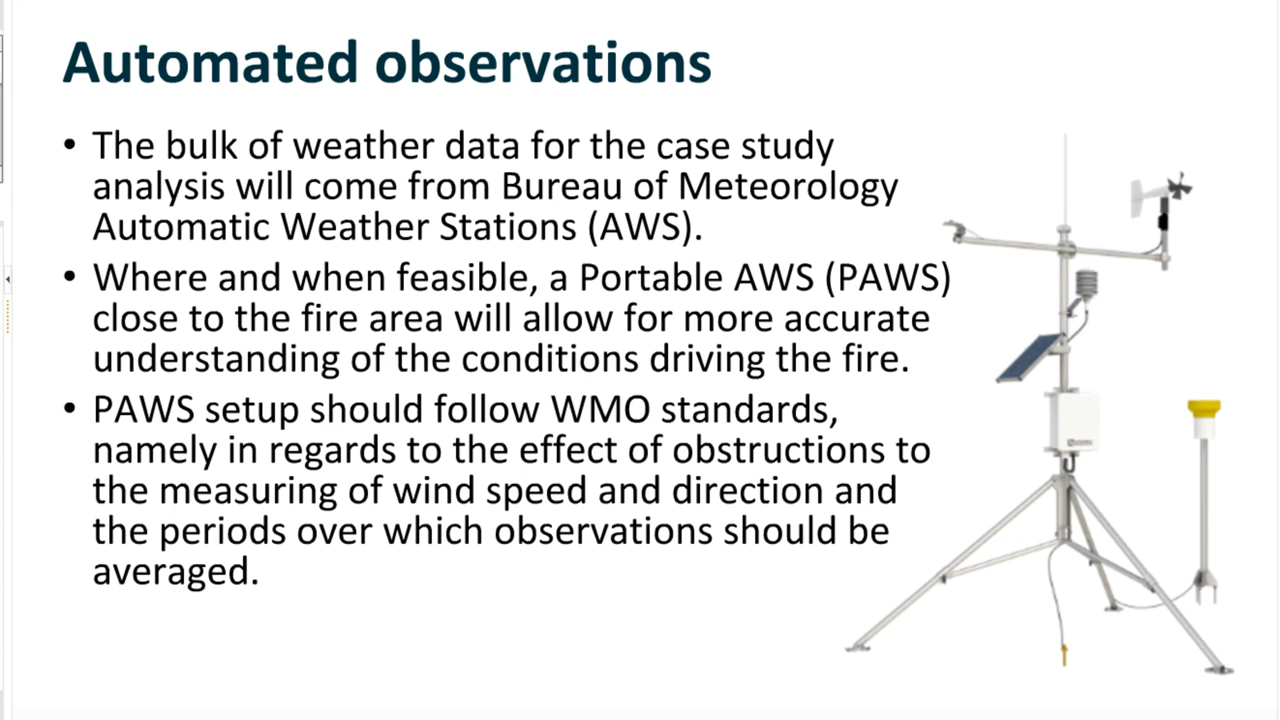 Automated observations
• The bulk of weather data for the case study
analysis will come from Bureau of Meteorology
Automatic Weather Stations (AWS).
• Where and when feasible, a Portable AWS (PAWS)
close to the fire area will allow for more accurate
understanding of the conditions driving the fire.
• PAWS setup should follow WMO standards,
namely in regards to the effect of obstructions to
the measuring of wind speed and direction and
the periods over which observations should be
averaged.